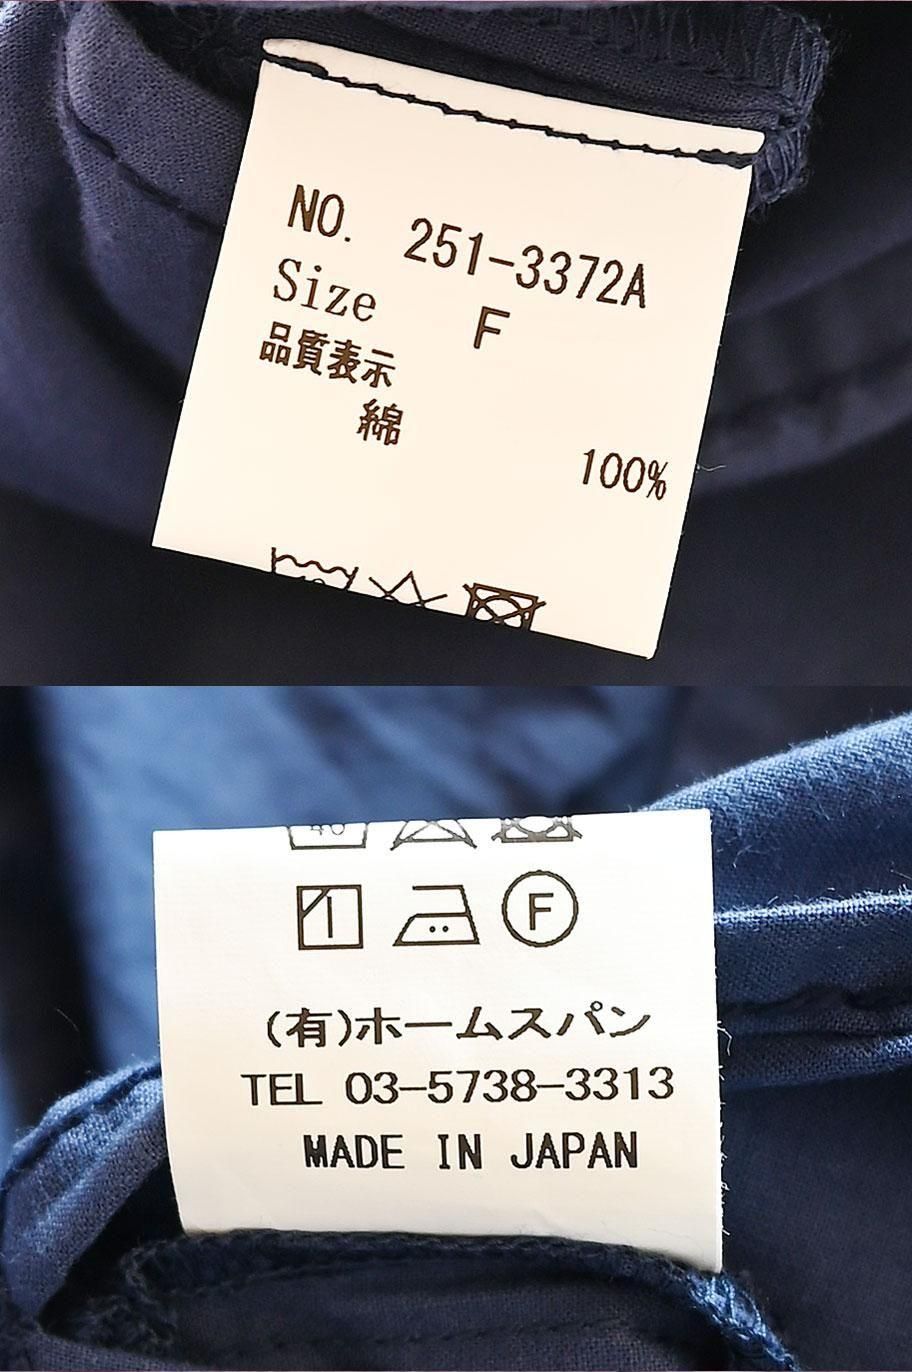 NO. 251-3372A
Size F
品質表示
綿 100%
40
F
(有)ホームスパン
TEL 03-5738-3313
MADE IN JAPAN